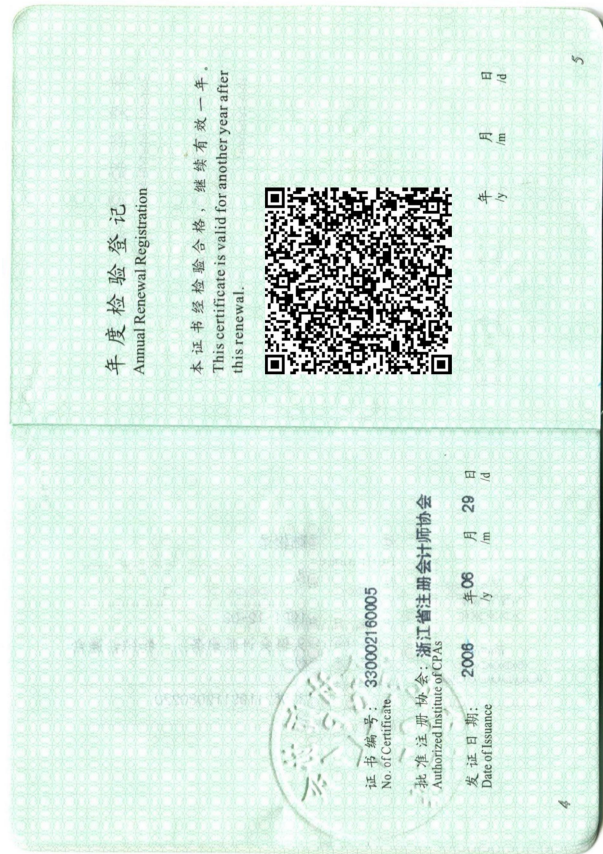 证书编号： 330002160005
No. of Certificate
批准注册协会： 浙江省注册会计师协会
Authorized Institute of CPAs
发证日期： 2006 年 06 月 29 日
Date of Issuance /y /m /d
4
年度检验登记
Annual Renewal Registration
本证书经检验合格，继续有效一年。
This certificate is valid for another year after
this renewal.
年 月 日
/y /m /d
5